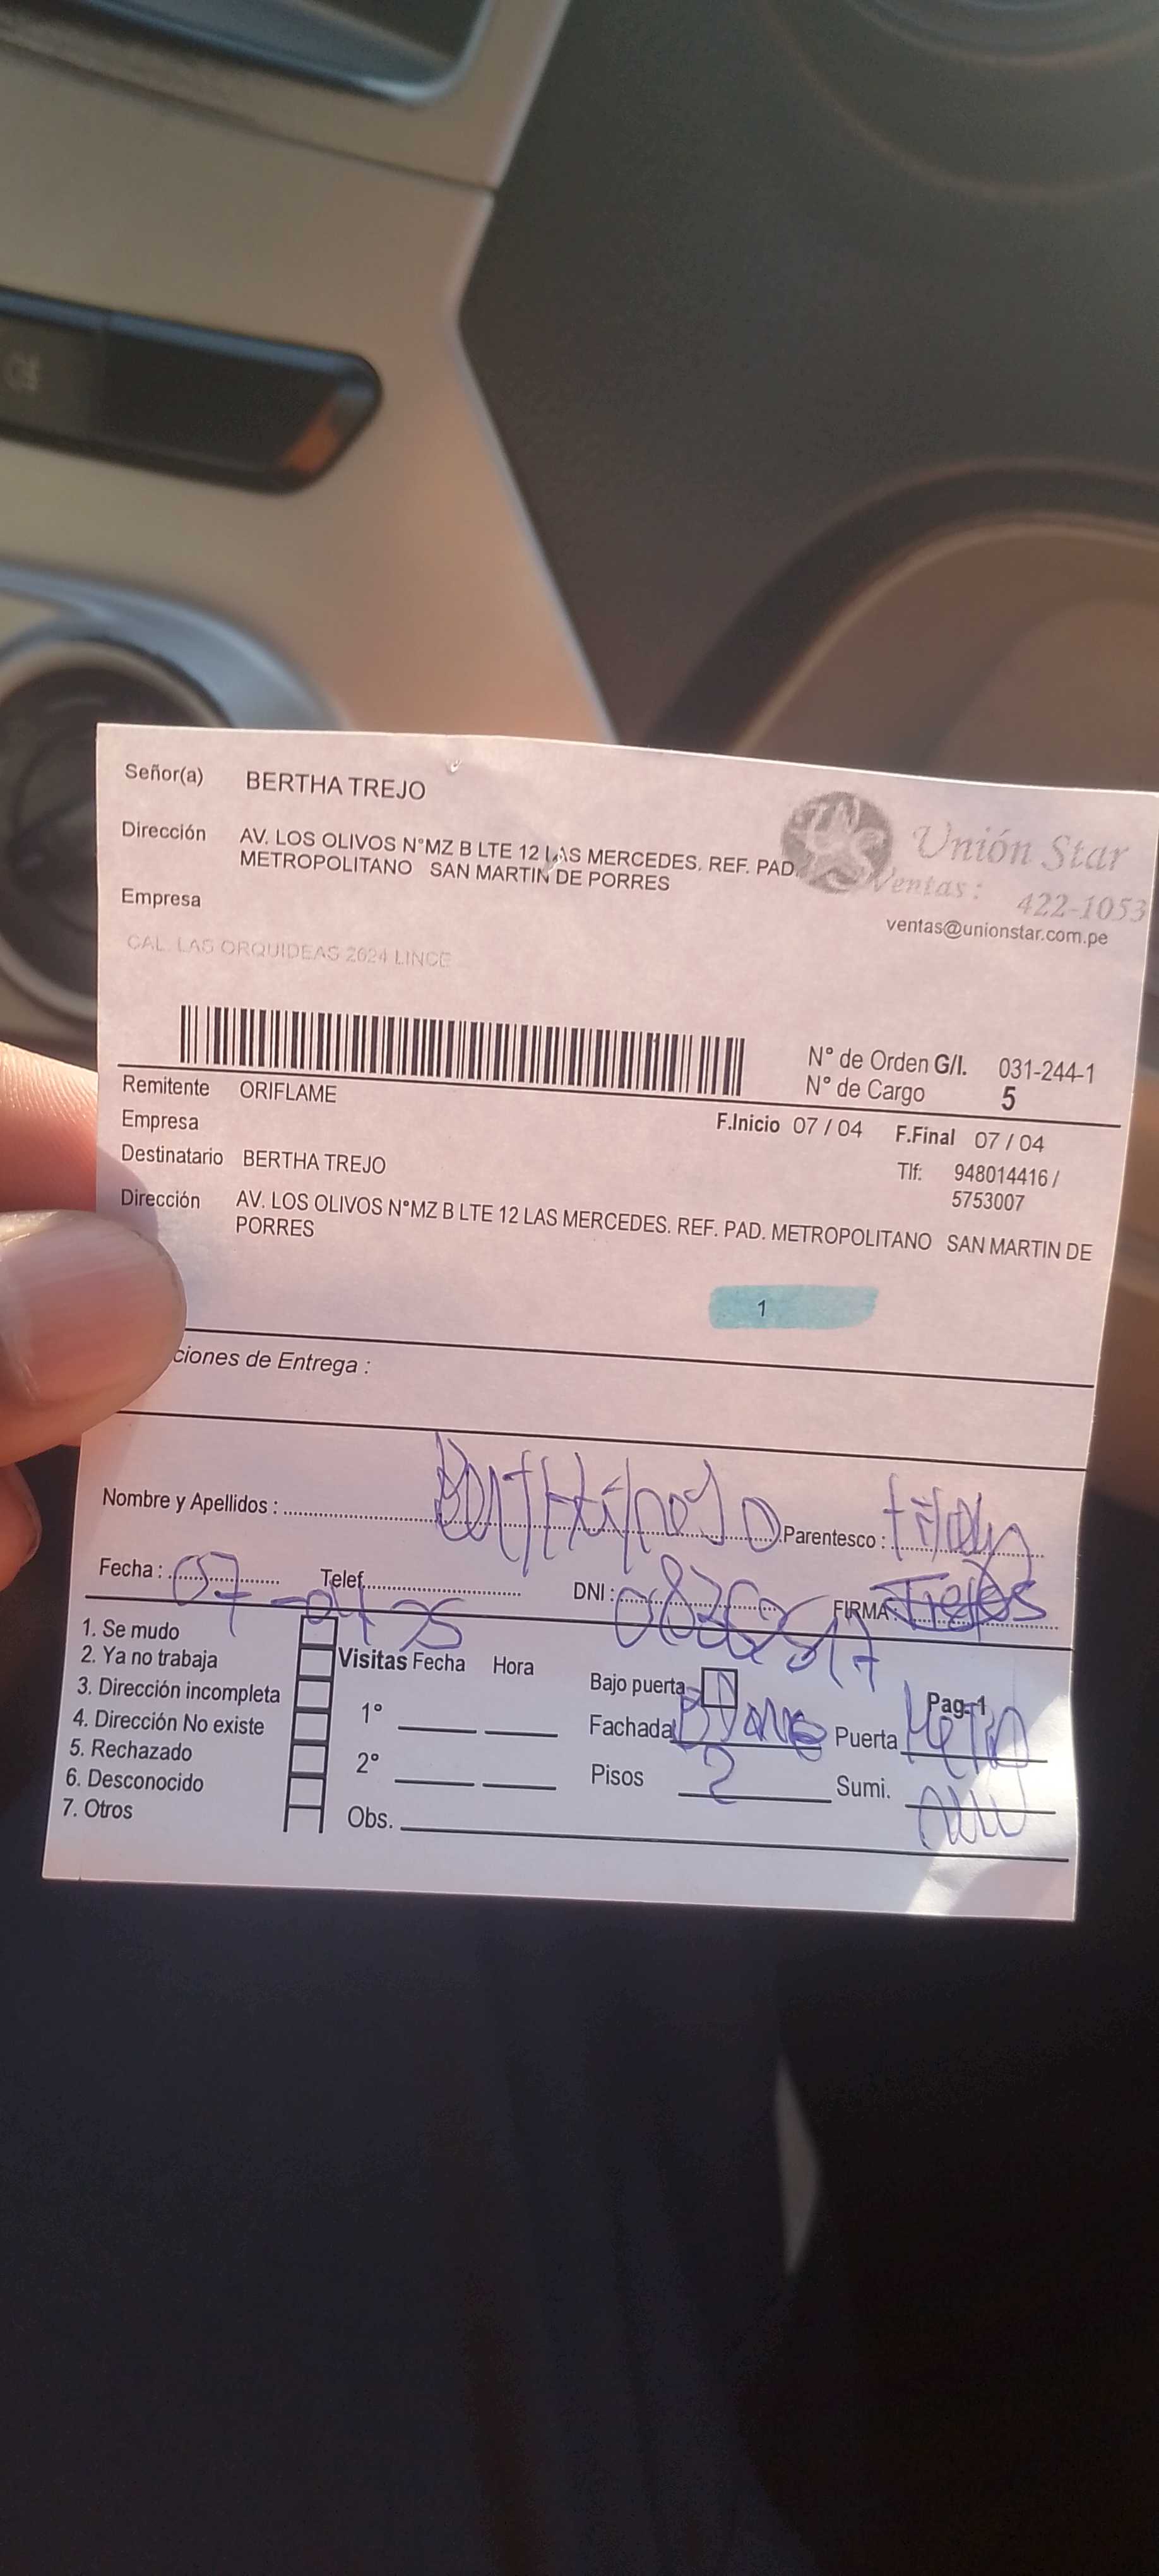 Señor(a) BERTHA TREJO
Dirección AV. LOS OLIVOS N°MZ B LTE 12 LAS MERCEDES. REF. PAD.
METROPOLITANO SAN MARTIN DE PORRES
Unión Star
Ventas: 422-1053
ventas@unionstar.com.pe
Empresa
CAL. LAS ORQUIDEAS 2624 LINCE
N° de Orden G/I. 031-244-1
N° de Cargo 5
Remitente ORIFLAME
Empresa
F.Inicio 07 / 04 F.Final 07 / 04
Destinatario BERTHA TREJO
Tlf: 948014416 /
5753007
Dirección AV. LOS OLIVOS N°MZ B LTE 12 LAS MERCEDES. REF. PAD. METROPOLITANO SAN MARTIN DE
PORRES
1
ciones de Entrega :
Nombre y Apellidos : Parentesco :
Fecha : 07-04-25 Telef. DNI : FIRMA: Trejos
1. Se mudo
2. Ya no trabaja
3. Dirección incompleta
4. Dirección No existe
5. Rechazado
6. Desconocido
7. Otros
Visitas Fecha Hora
1°
2°
Obs.
Bajo puerta Pag. 1
Fachada Puerta
Pisos 2 Sumi.